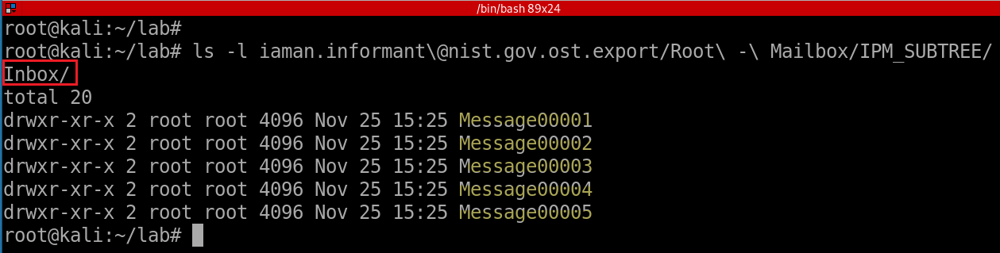 /bin/bash 89x24
root@kali:~/lab#
root@kali:~/lab# ls -l iaman.informant\@nist.gov.ost.export/Root\ -\ Mailbox/IPM_SUBTREE/
Inbox/
total 20
drwxr-xr-x 2 root root 4096 Nov 25 15:25 Message00001
drwxr-xr-x 2 root root 4096 Nov 25 15:25 Message00002
drwxr-xr-x 2 root root 4096 Nov 25 15:25 Message00003
drwxr-xr-x 2 root root 4096 Nov 25 15:25 Message00004
drwxr-xr-x 2 root root 4096 Nov 25 15:25 Message00005
root@kali:~/lab#